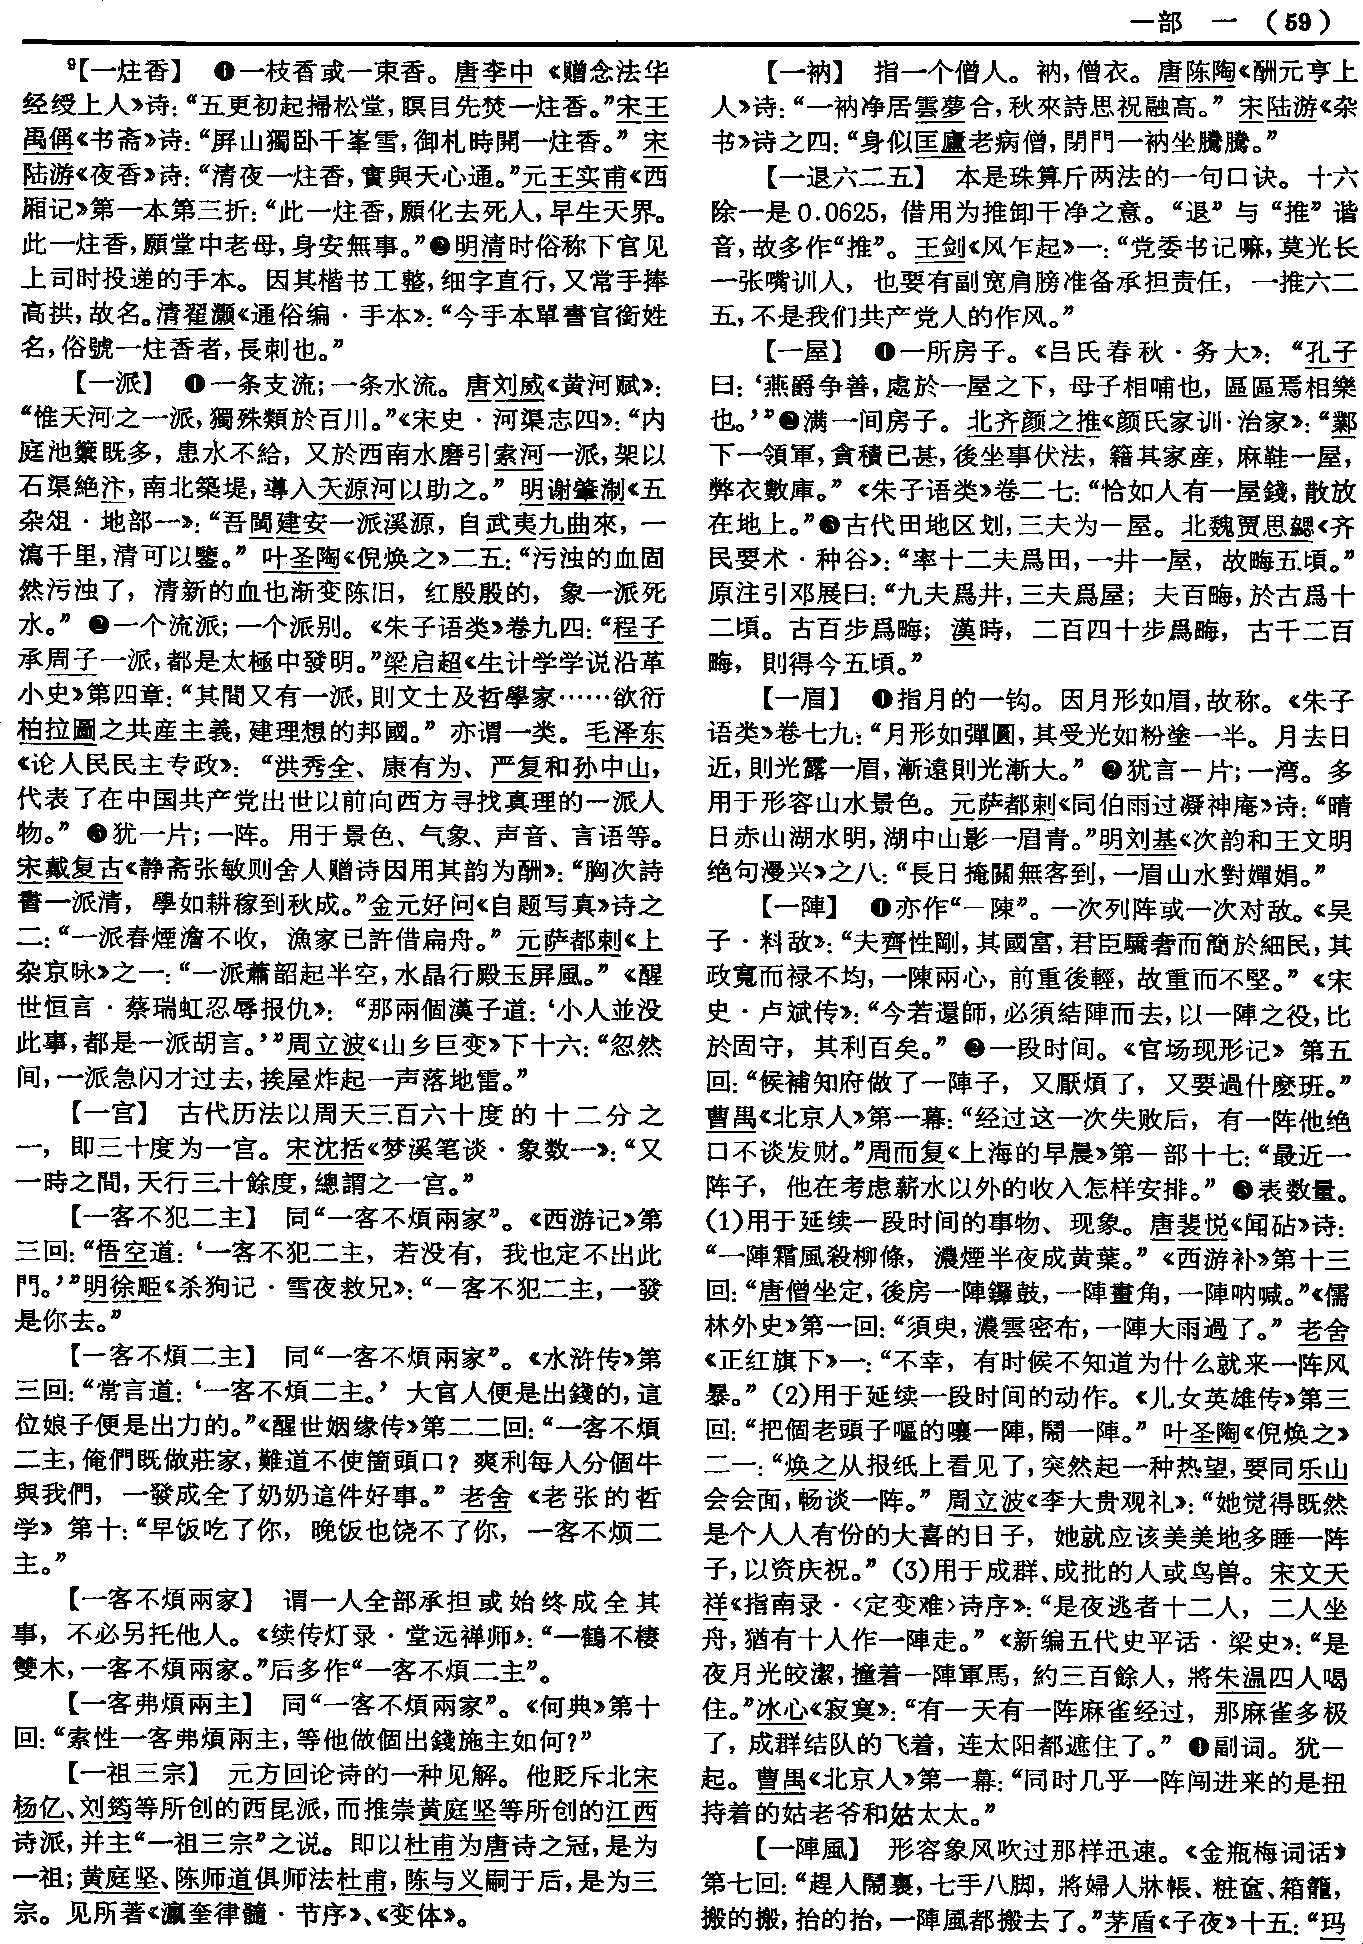 一部 一 (59)
⁹【一炷香】 ❶一枝香或一束香。唐李中《赠念法华
经绶上人》诗：“五更初起掃松堂，瞑目先焚一炷香。”宋王
禹偁《书斋》诗：“屏山獨卧千峯雪，御札時開一炷香。”宋
陆游《夜香》诗：“清夜一炷香，實與天心通。”元王实甫《西
厢记》第一本第三折：“此一炷香，願化去死人，早生天界。
此一炷香，願堂中老母，身安無事。”❷明清时俗称下官见
上司时投递的手本。因其楷书工整，细字直行，又常手捧
高拱，故名。清翟灏《通俗编·手本》：“今手本單書官銜姓
名，俗號一炷香者，長刺也。”
【一派】 ❶一条支流；一条水流。唐刘威《黄河赋》：
“惟天河之一派，獨殊類於百川。”《宋史·河渠志四》：“内
庭池籞既多，患水不給，又於西南水磨引索河一派，架以
石渠絶汴，南北築堤，導入天源河以助之。”明谢肇淛《五
杂俎·地部一》：“吾閩建安一派溪源，自武夷九曲來，一
瀉千里，清可以鑒。”叶圣陶《倪焕之》二五：“污浊的血固
然污浊了，清新的血也渐变陈旧，红殷殷的，象一派死
水。”❷一个流派；一个派别。《朱子语类》卷九四：“程子
承周子一派，都是太極中發明。”梁启超《生计学学说沿革
小史》第四章：“其間又有一派，則文士及哲學家……欲衍
柏拉圖之共産主義，建理想的邦國。”亦谓一类。毛泽东
《论人民民主专政》：“洪秀全、康有为、严复和孙中山，
代表了在中国共产党出世以前向西方寻找真理的一派人
物。”❸犹一片；一阵。用于景色、气象、声音、言语等。
宋戴复古《静斋张敏则舍人赠诗因用其韵为酬》：“胸次詩
書一派清，學如耕稼到秋成。”金元好问《自题写真》诗之
二：“一派春煙澹不收，漁家已許借扁舟。”元萨都剌《上
杂京咏》之一：“一派蕭韶起半空，水晶行殿玉屏風。”《醒
世恒言·蔡瑞虹忍辱报仇》：“那兩個漢子道：‘小人並没
此事，都是一派胡言。’”周立波《山乡巨变》下十六：“忽然
间，一派急闪才过去，挨屋炸起一声落地雷。”
【一宫】 古代历法以周天三百六十度的十二分之
一，即三十度为一宫。宋沈括《梦溪笔谈·象数一》：“又
一時之間，天行三十餘度，總謂之一宫。”
【一客不犯二主】 同“一客不煩兩家”。《西游记》第
三回：“悟空道：‘一客不犯二主，若没有，我也定不出此
門。’”明徐㖂《杀狗记·雪夜救兄》：“一客不犯二主，一發
是你去。”
【一客不煩二主】 同“一客不煩兩家”。《水浒传》第
三回：“常言道：‘一客不煩二主。’大官人便是出錢的，這
位娘子便是出力的。”《醒世姻缘传》第二二回：“一客不煩
二主，俺們既做莊家，難道不使箇頭口？爽利每人分個牛
與我們，一發成全了奶奶這件好事。”老舍《老张的哲
学》第十：“早饭吃了你，晚饭也饶不了你，一客不烦二
主。”
【一客不煩兩家】 谓一人全部承担或始终成全其
事，不必另托他人。《续传灯录·堂远禅师》：“一鶴不棲
雙木，一客不煩兩家。”后多作“一客不煩二主”。
【一客弗煩兩主】 同“一客不煩兩家”。《何典》第十
回：“索性一客弗煩兩主，等他做個出錢施主如何？”
【一祖三宗】 元方回论诗的一种见解。他贬斥北宋
杨亿、刘筠等所创的西昆派，而推崇黄庭坚等所创的江西
诗派，并主“一祖三宗”之说。即以杜甫为唐诗之冠，是为
一祖；黄庭坚、陈师道俱师法杜甫，陈与义嗣于后，是为三
宗。见所著《瀛奎律髓·节序》、《变体》。
【一衲】 指一个僧人。衲，僧衣。唐陈陶《酬元亨上
人》诗：“一衲净居雲夢合，秋來詩思祝融高。”宋陆游《杂
书》诗之四：“身似匡廬老病僧，閉門一衲坐騰騰。”
【一退六二五】 本是珠算斤两法的一句口诀。十六
除一是0.0625，借用为推卸干净之意。“退”与“推”谐
音，故多作“推”。王剑《风乍起》一：“党委书记嘛，莫光长
一张嘴训人，也要有副宽肩膀准备承担责任，一推六二
五，不是我们共产党人的作风。”
【一屋】 ❶一所房子。《吕氏春秋·务大》：“孔子
曰：‘燕爵争善，處於一屋之下，母子相哺也，區區焉相樂
也。’”❷满一间房子。北齐颜之推《颜氏家训·治家》：“鄴
下一領軍，貪積已甚，後坐事伏法，籍其家産，麻鞋一屋，
弊衣數庫。”《朱子语类》卷二七：“恰如人有一屋錢，散放
在地上。”❸古代田地区划，三夫为一屋。北魏贾思勰《齐
民要术·种谷》：“率十二夫爲田，一井一屋，故畮五頃。”
原注引邓展曰：“九夫爲井，三夫爲屋；夫百畮，於古爲十
二頃。古百步爲畮；漢時，二百四十步爲畮，古千二百
畮，則得今五頃。”
【一眉】 ❶指月的一钩。因月形如眉，故称。《朱子
语类》卷七九：“月形如彈圓，其受光如粉塗一半。月去日
近，則光露一眉，漸遠則光漸大。”❷犹言一片；一湾。多
用于形容山水景色。元萨都剌《同伯雨过凝神庵》诗：“晴
日赤山湖水明，湖中山影一眉青。”明刘基《次韵和王文明
绝句漫兴》之八：“長日掩關無客到，一眉山水對嬋娟。”
【一陣】 ❶亦作“一陳”。一次列阵或一次对敌。《吴
子·料敌》：“夫齊性剛，其國富，君臣驕奢而簡於細民，其
政寬而禄不均，一陳兩心，前重後輕，故重而不堅。”《宋
史·卢斌传》：“今若還師，必須結陣而去，以一陣之役，比
於固守，其利百矣。”❷一段时间。《官场现形记》第五
回：“候補知府做了一陣子，又厭煩了，又要過什麽班。”
曹禺《北京人》第一幕：“经过这一次失败后，有一阵他绝
口不谈发财。”周而复《上海的早晨》第一部十七：“最近一
阵子，他在考虑薪水以外的收入怎样安排。”❸表数量。
(1)用于延续一段时间的事物、现象。唐裴悦《闻砧》诗：
“一陣霜風殺柳條，濃煙半夜成黄葉。”《西游补》第十三
回：“唐僧坐定，後房一陣鑼鼓，一陣畫角，一陣呐喊。”《儒
林外史》第一回：“須臾，濃雲密布，一陣大雨過了。”老舍
《正红旗下》一：“不幸，有时候不知道为什么就来一阵风
暴。”(2)用于延续一段时间的动作。《儿女英雄传》第三
回：“把個老頭子嘔的嚷一陣，鬧一陣。”叶圣陶《倪焕之》
二一：“焕之从报纸上看见了，突然起一种热望，要同乐山
会会面，畅谈一阵。”周立波《李大贵观礼》：“她觉得既然
是个人人有份的大喜的日子，她就应该美美地多睡一阵
子，以资庆祝。”(3)用于成群、成批的人或鸟兽。宋文天
祥《指南录·〈定变难〉诗序》：“是夜逃者十二人，二人坐
舟，猶有十人作一陣走。”《新编五代史平话·梁史》：“是
夜月光皎潔，撞着一陣軍馬，約三百餘人，將朱温四人喝
住。”冰心《寂寞》：“有一天有一阵麻雀经过，那麻雀多极
了，成群结队的飞着，连太阳都遮住了。”❹副词。犹一
起。曹禺《北京人》第一幕：“同时几乎一阵闯进来的是扭
持着的姑老爷和姑太太。”
【一陣風】 形容象风吹过那样迅速。《金瓶梅词话》
第七回：“趕人鬧裏，七手八脚，將婦人牀帳、粧奩、箱籠，
搬的搬，抬的抬，一陣風都搬去了。”茅盾《子夜》十五：“玛